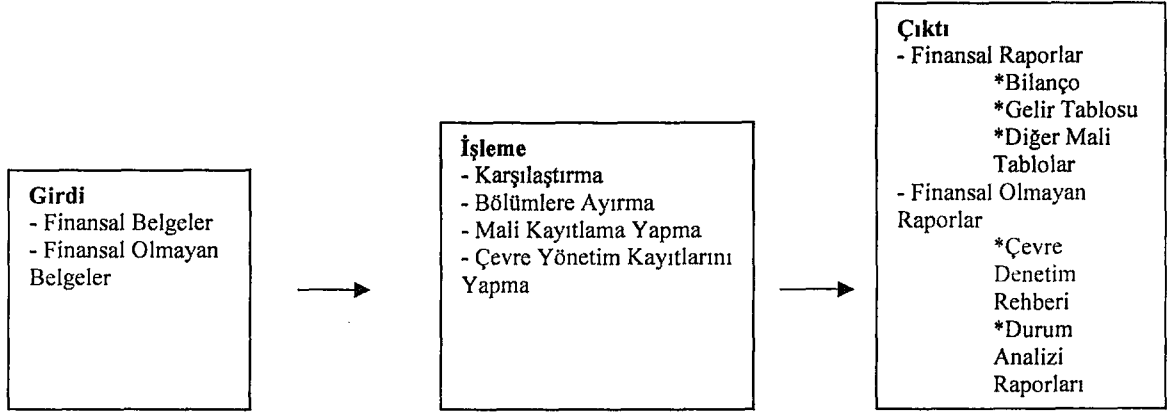 Girdi
- Finansal Belgeler
- Finansal Olmayan
Belgeler
İşleme
- Karşılaştırma
- Bölümlere Ayırma
- Mali Kayıtlama Yapma
- Çevre Yönetim Kayıtlarını
Yapma
Çıktı
- Finansal Raporlar
*Bilanço
*Gelir Tablosu
*Diğer Mali
Tablolar
- Finansal Olmayan
Raporlar
*Çevre
Denetim
Rehberi
*Durum
Analizi
Raporları